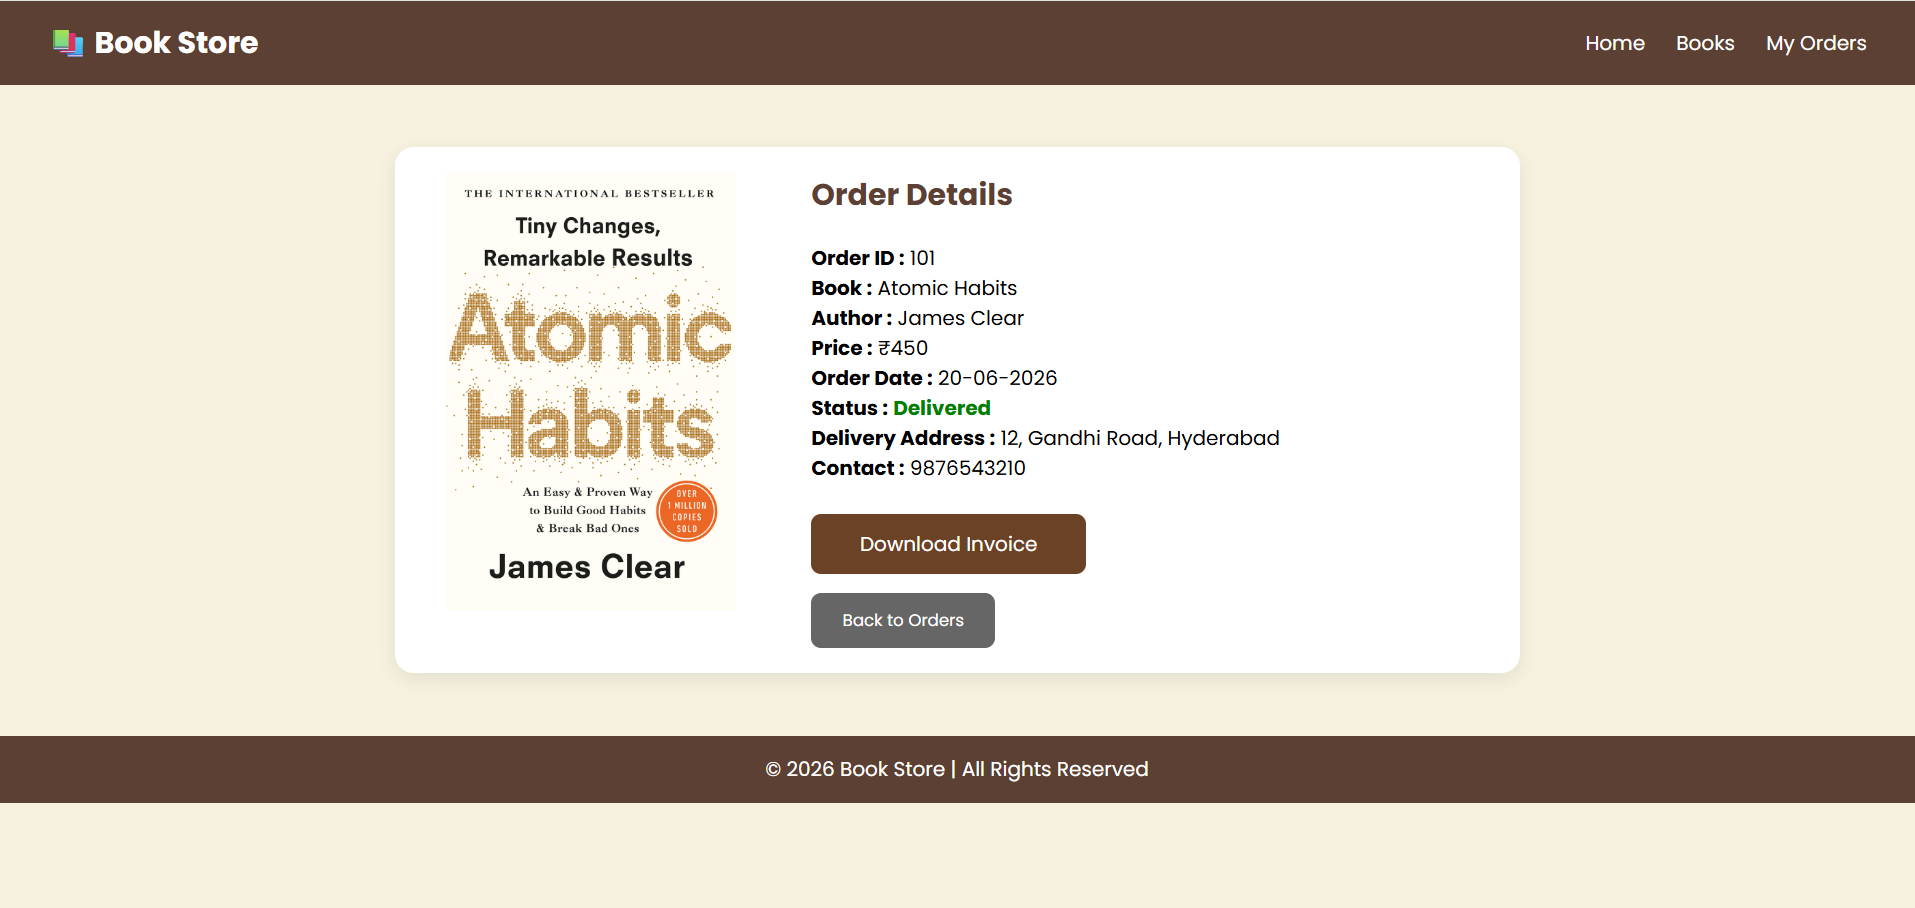 Book Store
Home Books My Orders
THE INTERNATIONAL BESTSELLER
Tiny Changes,
Remarkable Results
Atomic
Habits
An Easy & Proven Way
to Build Good Habits
& Break Bad Ones
OVER
1 MILLION
COPIES
SOLD
James Clear
Order Details
Order ID : 101
Book : Atomic Habits
Author : James Clear
Price : ₹450
Order Date : 20-06-2026
Status : Delivered
Delivery Address : 12, Gandhi Road, Hyderabad
Contact : 9876543210
Download Invoice
Back to Orders
© 2026 Book Store | All Rights Reserved